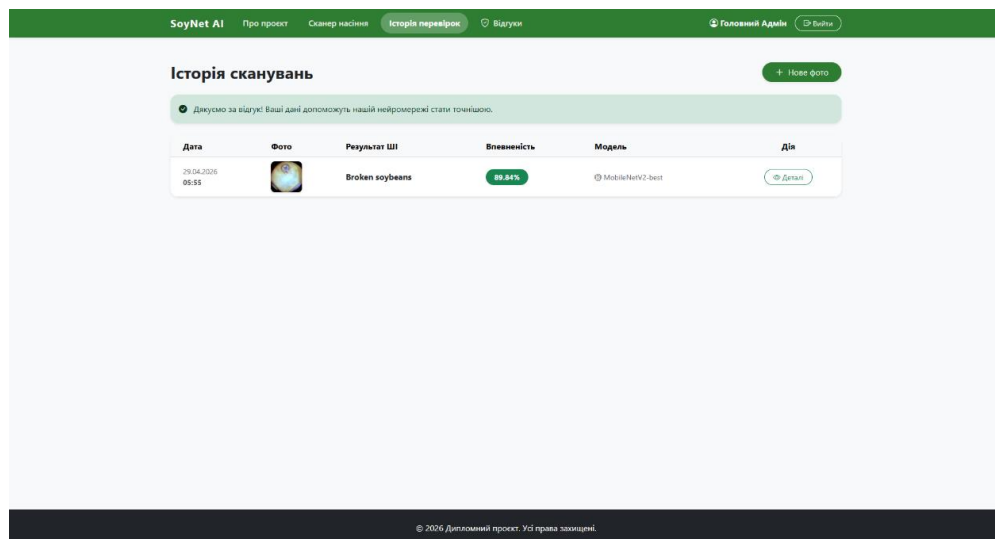 SoyNet AI Про проєкт Сканер насіння Історія перевірок Відгуки Головний Адмін Вийти
Історія сканувань
+ Нове фото
Дякуємо за відгук! Ваші дані допоможуть нашій нейромережі стати точнішою.
Дата Фото Результат ШІ Впевненість Модель Дія
29.04.2026
05:55
Broken soybeans 89.84% MobileNetV2-best Деталі
© 2026 Дипломний проєкт. Усі права захищені.